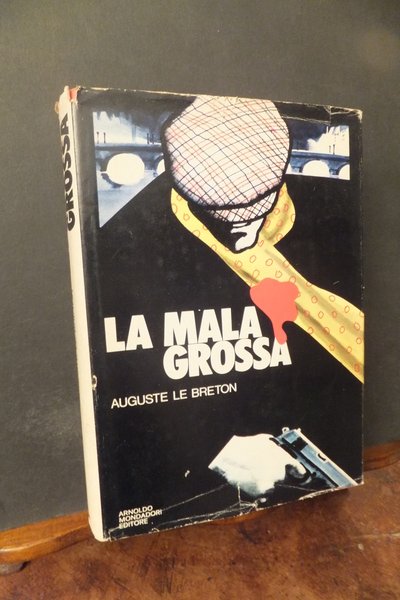 GROSSA
LA MALA
GROSSA
AUGUSTE LE BRETON
ARNOLDO
MONDADORI
EDITORE